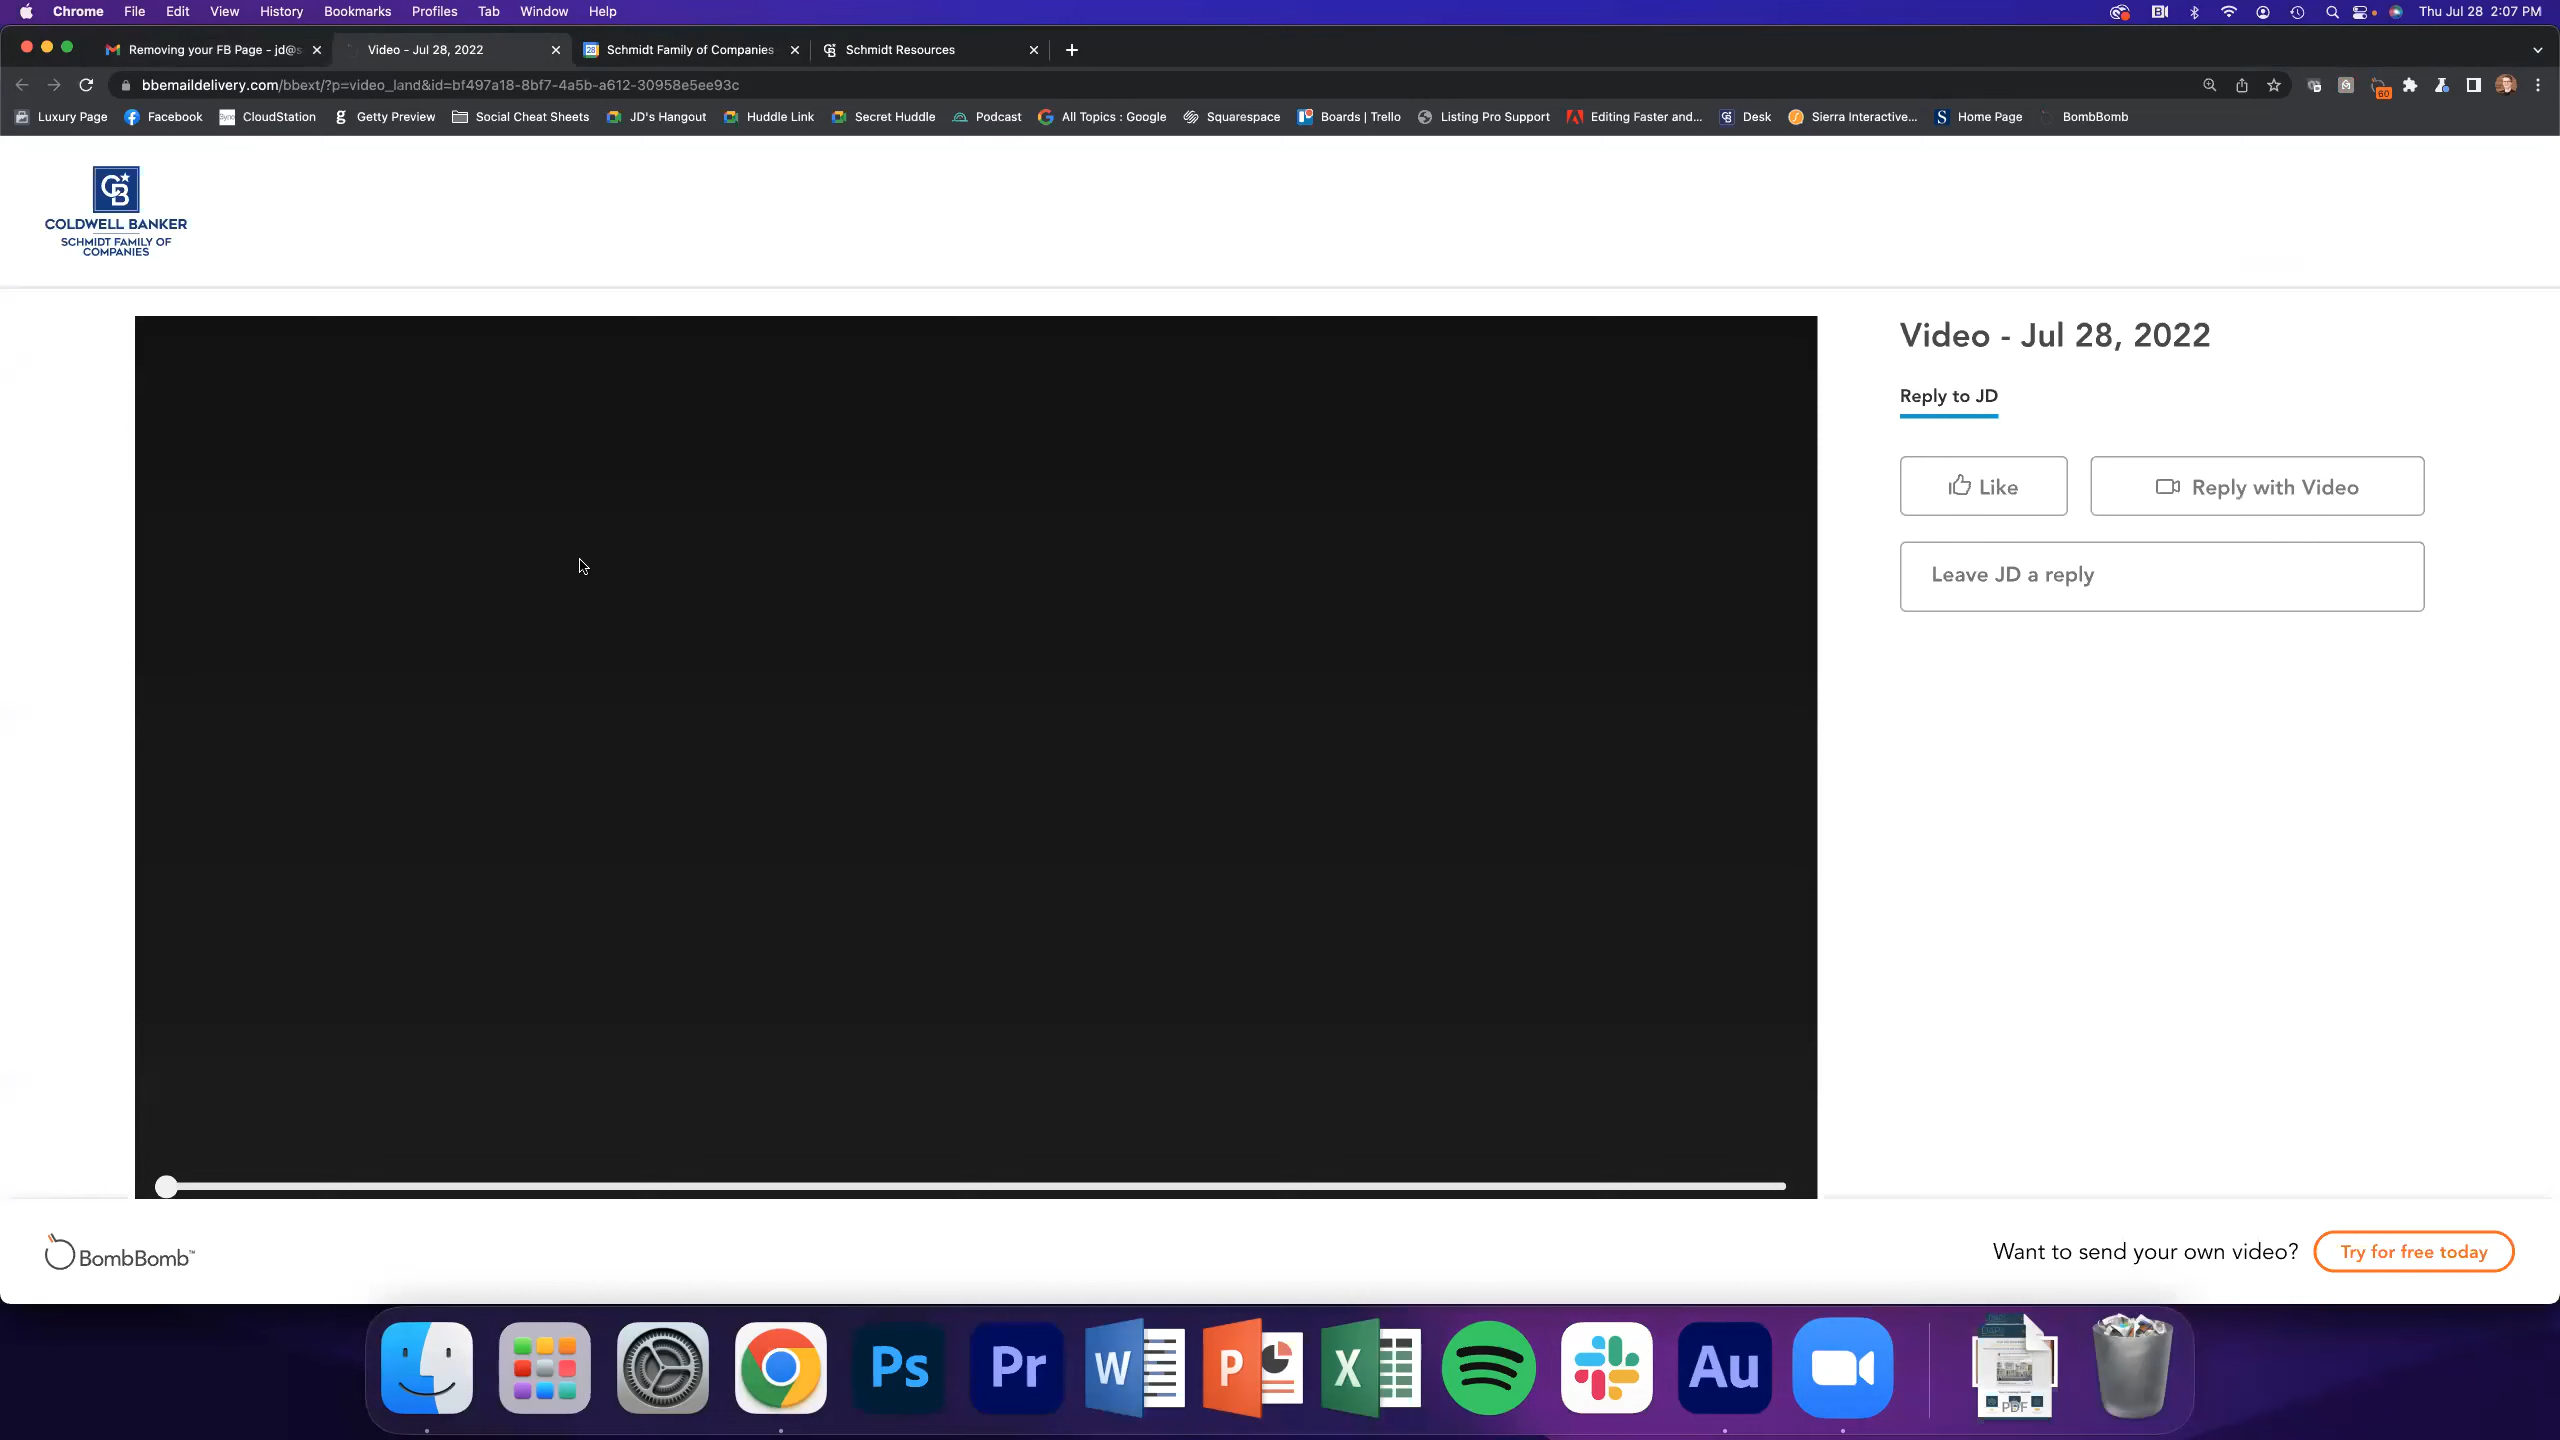 Chrome File Edit View History Bookmarks Profiles Tab Window Help Thu Jul 28 2:07 PM
Removing your FB Page - jd@s Video - Jul 28, 2022 28 Schmidt Family of Companies Schmidt Resources
bbemaildelivery.com/bbext/?p=video_land&id=bf497a18-8bf7-4a5b-a612-30958e5ee93c 60
Luxury Page Facebook CloudStation Getty Preview Social Cheat Sheets JD's Hangout Huddle Link Secret Huddle Podcast All Topics : Google Squarespace Boards | Trello Listing Pro Support Editing Faster and... Desk Sierra Interactive... Home Page BombBomb
CB
COLDWELL BANKER
SCHMIDT FAMILY OF
COMPANIES
Video - Jul 28, 2022
Reply to JD
Like Reply with Video
Leave JD a reply
BombBomb™
Want to send your own video? Try for free today
Ps Pr W P X Au PDF